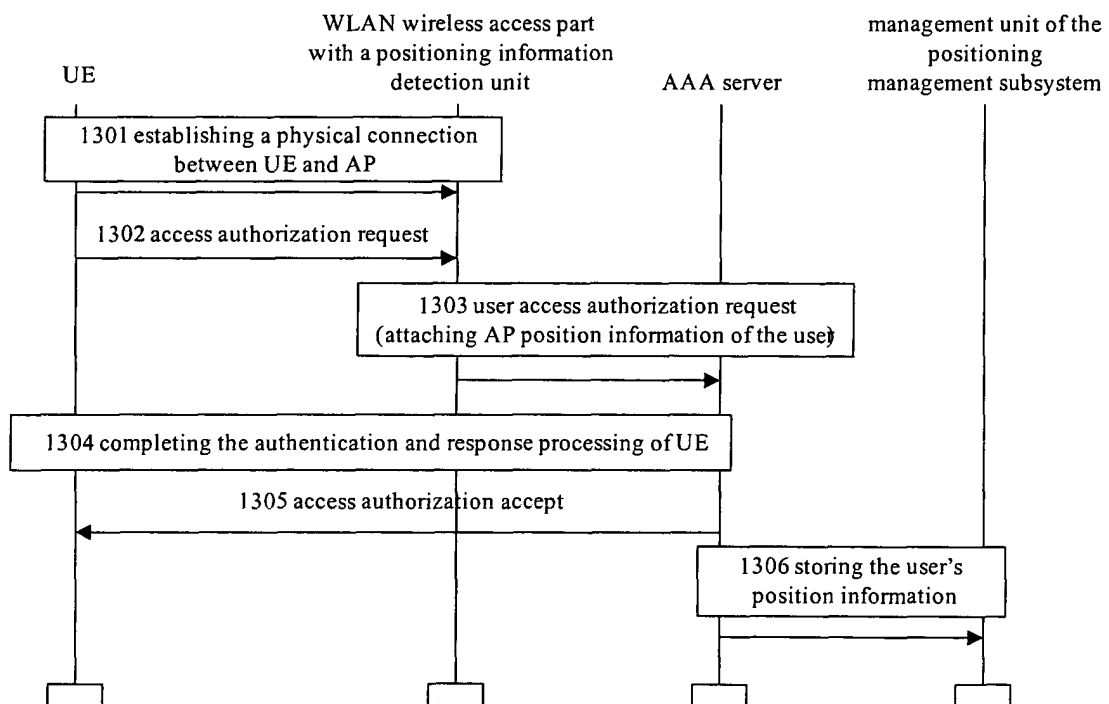 UE
WLAN wireless access part
with a positioning information
detection unit
AAA server
management unit of the
positioning
management subsystem
1301 establishing a physical connection
between UE and AP
1302 access authorization request
1303 user access authorization request
(attaching AP position information of the user)
1304 completing the authentication and response processing of UE
1305 access authorization accept
1306 storing the user's
position information